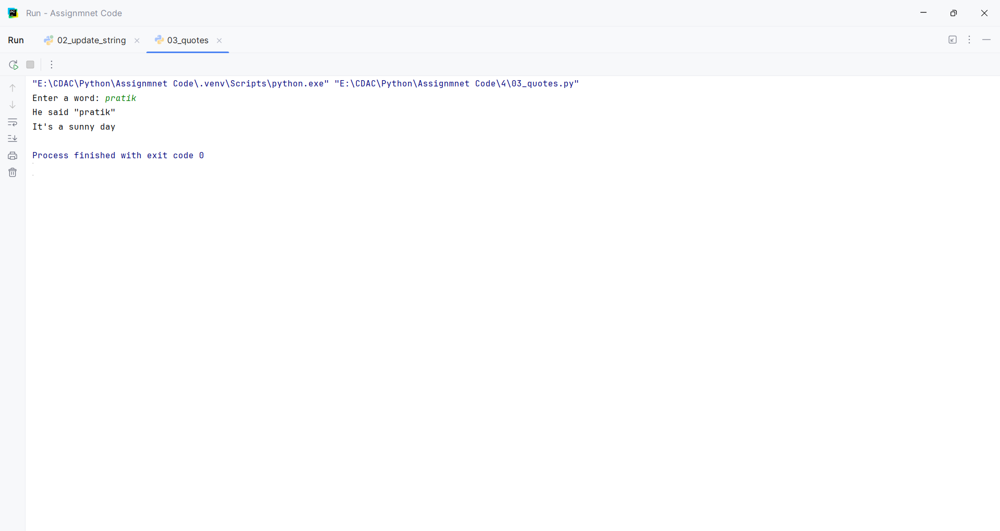 PC Run - Assignmnet Code
Run 02_update_string 03_quotes
"E:\CDAC\Python\Assignmnet Code\.venv\Scripts\python.exe" "E:\CDAC\Python\Assignmnet Code\4\03_quotes.py"
Enter a word: pratik
He said "pratik"
It's a sunny day
Process finished with exit code 0